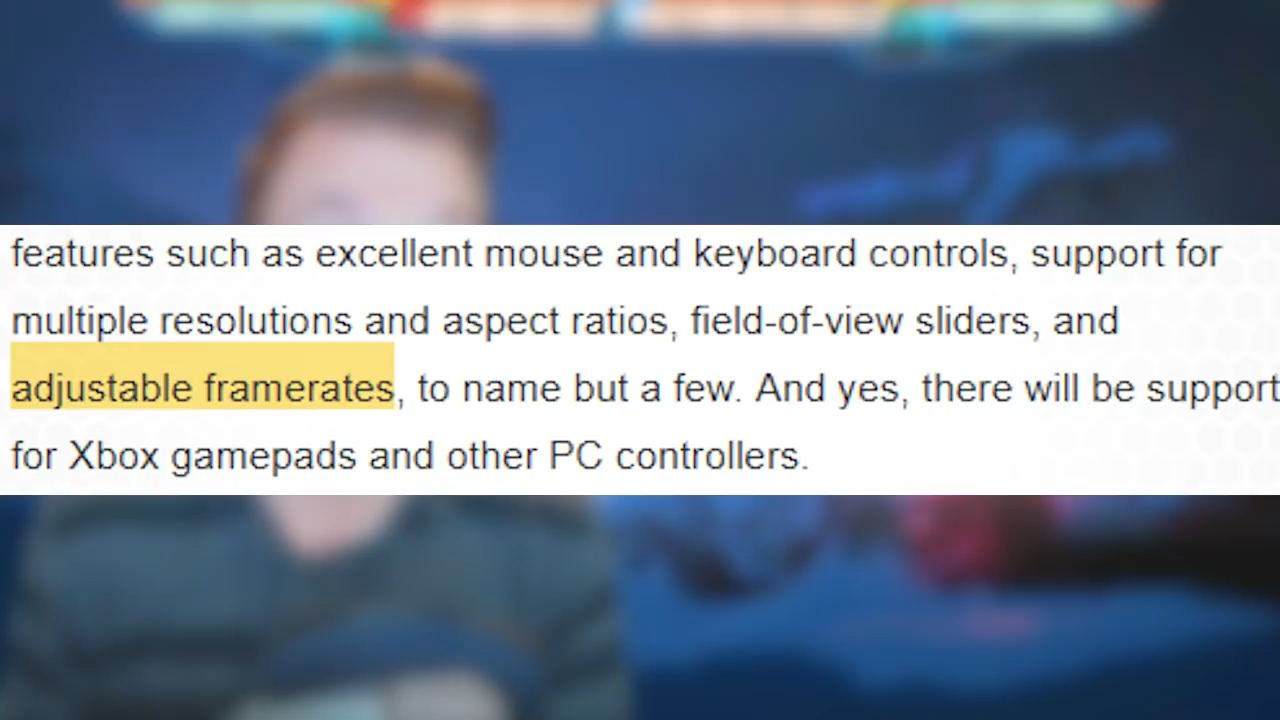 features such as excellent mouse and keyboard controls, support for
multiple resolutions and aspect ratios, field-of-view sliders, and
adjustable framerates, to name but a few. And yes, there will be support
for Xbox gamepads and other PC controllers.